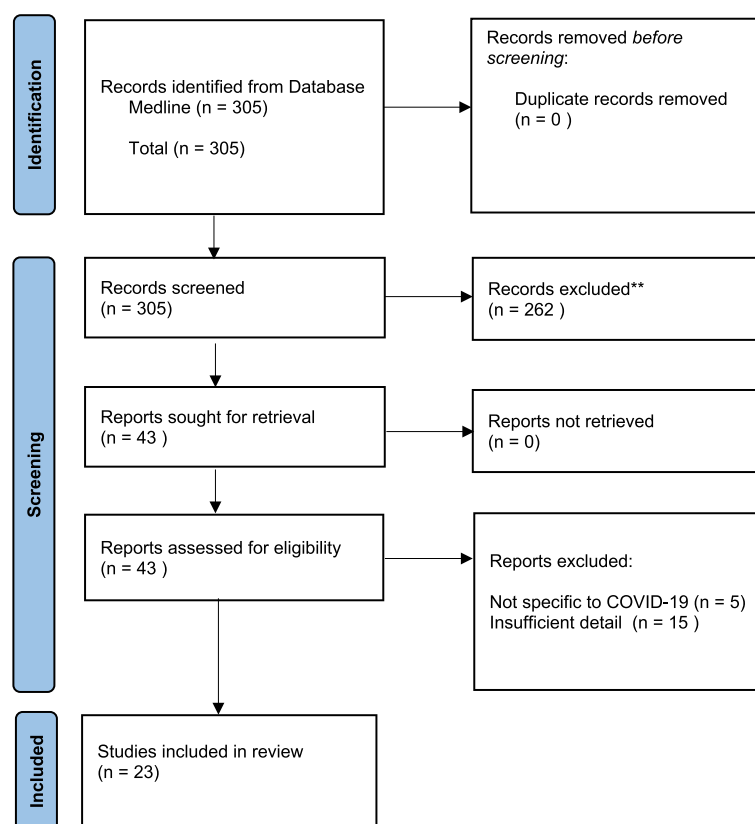 Identification
Records identified from Database
Medline (n = 305)
Total (n = 305)
Records removed before
screening:
Duplicate records removed
(n = 0 )
Screening
Records screened
(n = 305)
Records excluded**
(n = 262 )
Reports sought for retrieval
(n = 43 )
Reports not retrieved
(n = 0)
Reports assessed for eligibility
(n = 43 )
Reports excluded:
Not specific to COVID-19 (n = 5)
Insufficient detail  (n = 15 )
Included
Studies included in review
(n = 23)